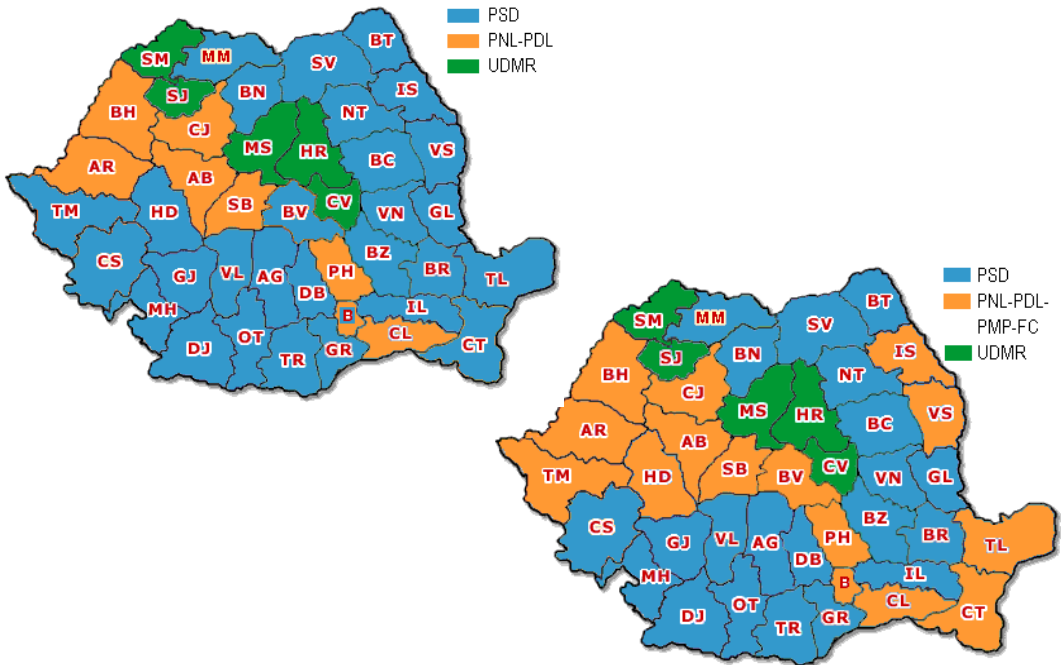 PSD
PNL-PDL
UDMR
BT
SM
MM
SV
IS
SJ
BN
NT
BH
CJ
MS
HR
BC
VS
AR
AB
SB
CV
TM
HD
BV
VN
GL
CS
GJ
VL
AG
PH
BZ
BR
TL
MH
DB
B
IL
DJ
OT
TR
GR
CL
CT
PSD
PNL-PDL-
PMP-FC
UDMR
BT
SM
MM
SV
IS
SJ
BN
NT
BH
CJ
MS
HR
BC
VS
AR
AB
SB
CV
TM
HD
BV
VN
GL
CS
GJ
VL
AG
PH
BZ
BR
TL
MH
DB
B
IL
DJ
OT
TR
GR
CL
CT